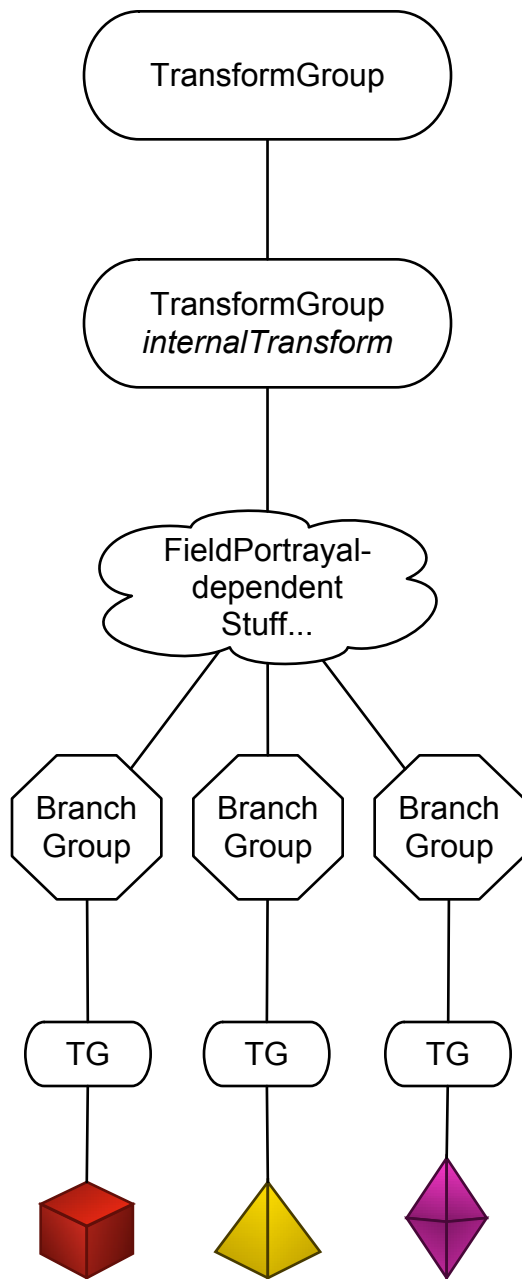 TransformGroup
TransformGroup
internalTransform
FieldPortrayal-
dependent
Stuff...
Branch
Group
Branch
Group
Branch
Group
TG
TG
TG